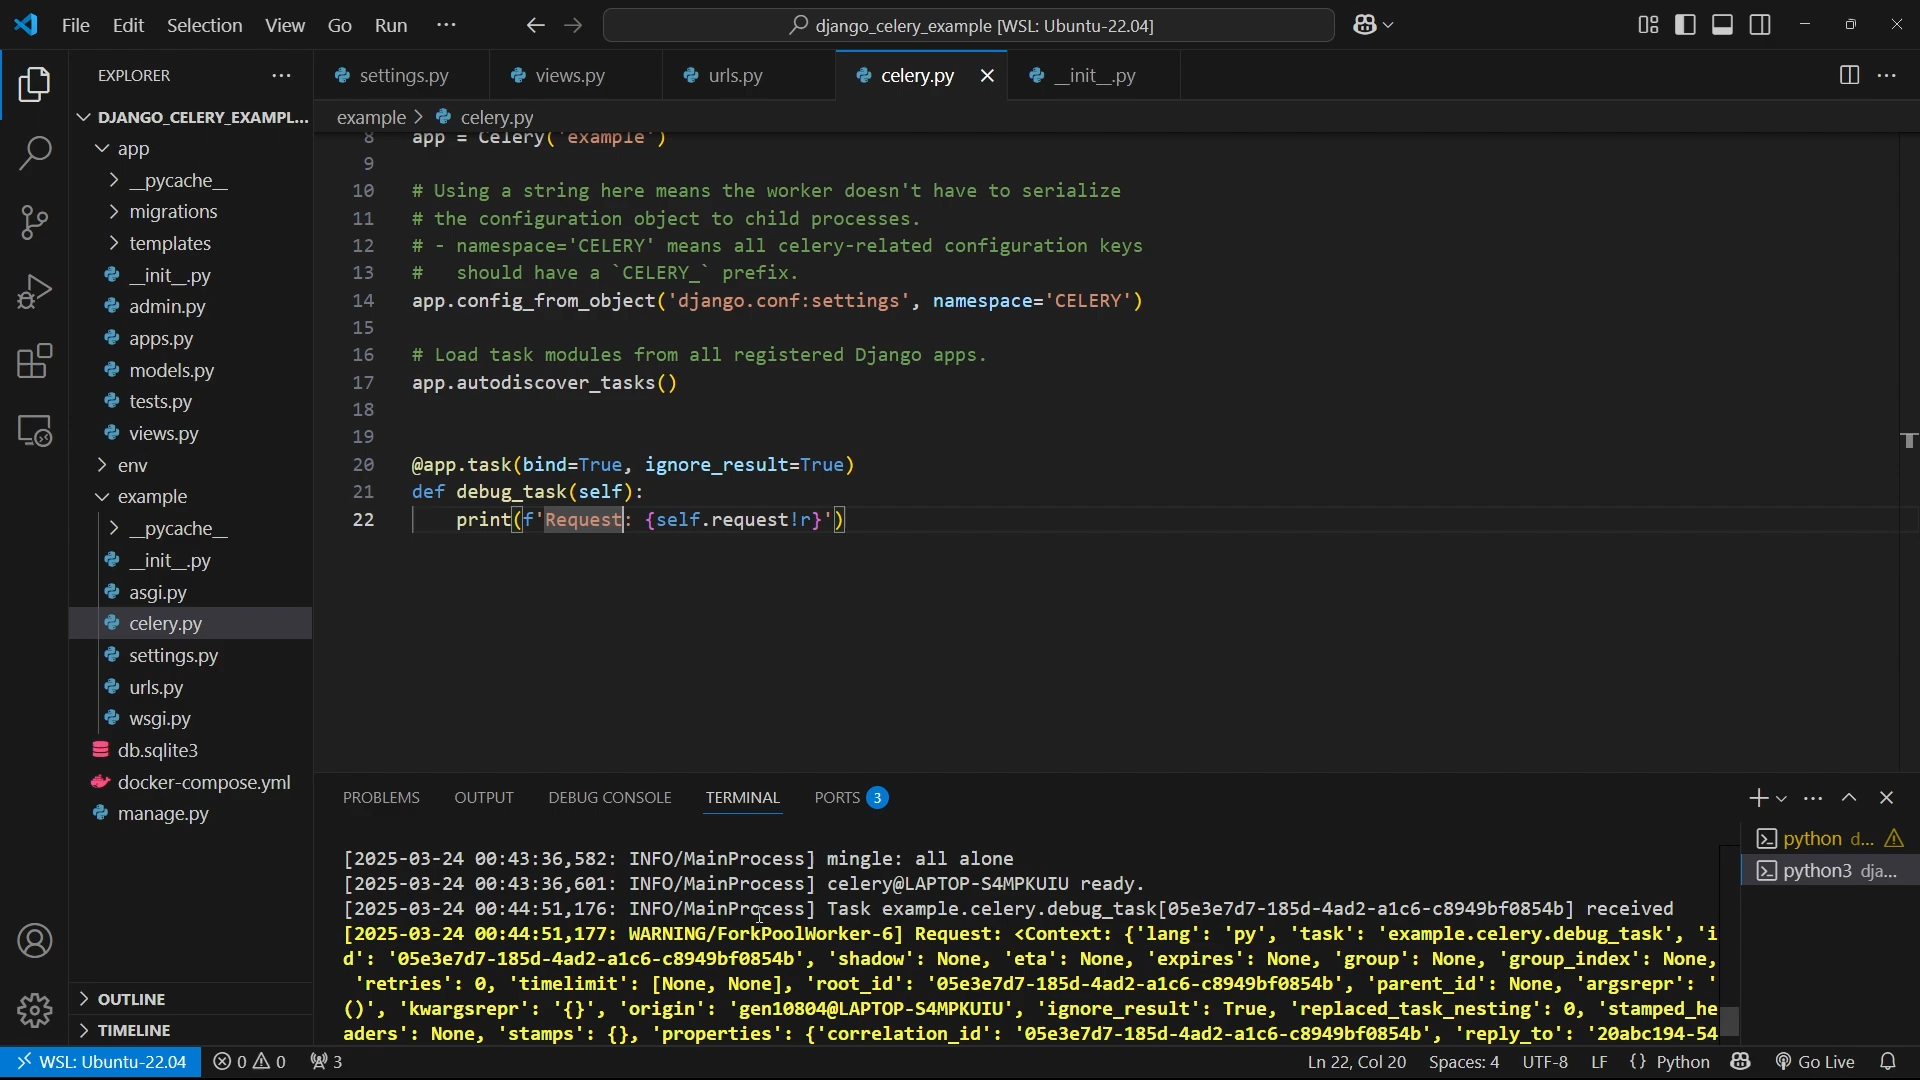 File Edit Selection View Go Run ···
django_celery_example [WSL: Ubuntu-22.04]
EXPLORER
settings.py
views.py
urls.py
celery.py
__init__.py
DJANGO_CELERY_EXAMPL...
app
__pycache__
migrations
templates
__init__.py
admin.py
apps.py
models.py
tests.py
views.py
env
example
__pycache__
__init__.py
asgi.py
celery.py
settings.py
urls.py
wsgi.py
db.sqlite3
docker-compose.yml
manage.py
OUTLINE
TIMELINE
example > celery.py
8 app = Celery('example')
9
10 # Using a string here means the worker doesn't have to serialize
11 # the configuration object to child processes.
12 # - namespace='CELERY' means all celery-related configuration keys
13 #   should have a `CELERY_` prefix.
14 app.config_from_object('django.conf:settings', namespace='CELERY')
15
16 # Load task modules from all registered Django apps.
17 app.autodiscover_tasks()
18
19
20 @app.task(bind=True, ignore_result=True)
21 def debug_task(self):
22     print(f'Request: {self.request!r}')
PROBLEMS OUTPUT DEBUG CONSOLE TERMINAL PORTS 3
[2025-03-24 00:43:36,582: INFO/MainProcess] mingle: all alone
[2025-03-24 00:43:36,601: INFO/MainProcess] celery@LAPTOP-S4MPKUIU ready.
[2025-03-24 00:44:51,176: INFO/MainProcess] Task example.celery.debug_task[05e3e7d7-185d-4ad2-a1c6-c8949bf0854b] received
[2025-03-24 00:44:51,177: WARNING/ForkPoolWorker-6] Request: <Context: {'lang': 'py', 'task': 'example.celery.debug_task', 'i
d': '05e3e7d7-185d-4ad2-a1c6-c8949bf0854b', 'shadow': None, 'eta': None, 'expires': None, 'group': None, 'group_index': None,
'retries': 0, 'timelimit': [None, None], 'root_id': '05e3e7d7-185d-4ad2-a1c6-c8949bf0854b', 'parent_id': None, 'argsrepr': '
()', 'kwargsrepr': '{}', 'origin': 'gen10804@LAPTOP-S4MPKUIU', 'ignore_result': True, 'replaced_task_nesting': 0, 'stamped_he
aders': None, 'stamps': {}, 'properties': {'correlation_id': '05e3e7d7-185d-4ad2-a1c6-c8949bf0854b', 'reply_to': '20abc194-54
python d...
python3 dja...
WSL: Ubuntu-22.04 0 0 3 Ln 22, Col 20 Spaces: 4 UTF-8 LF {} Python Go Live